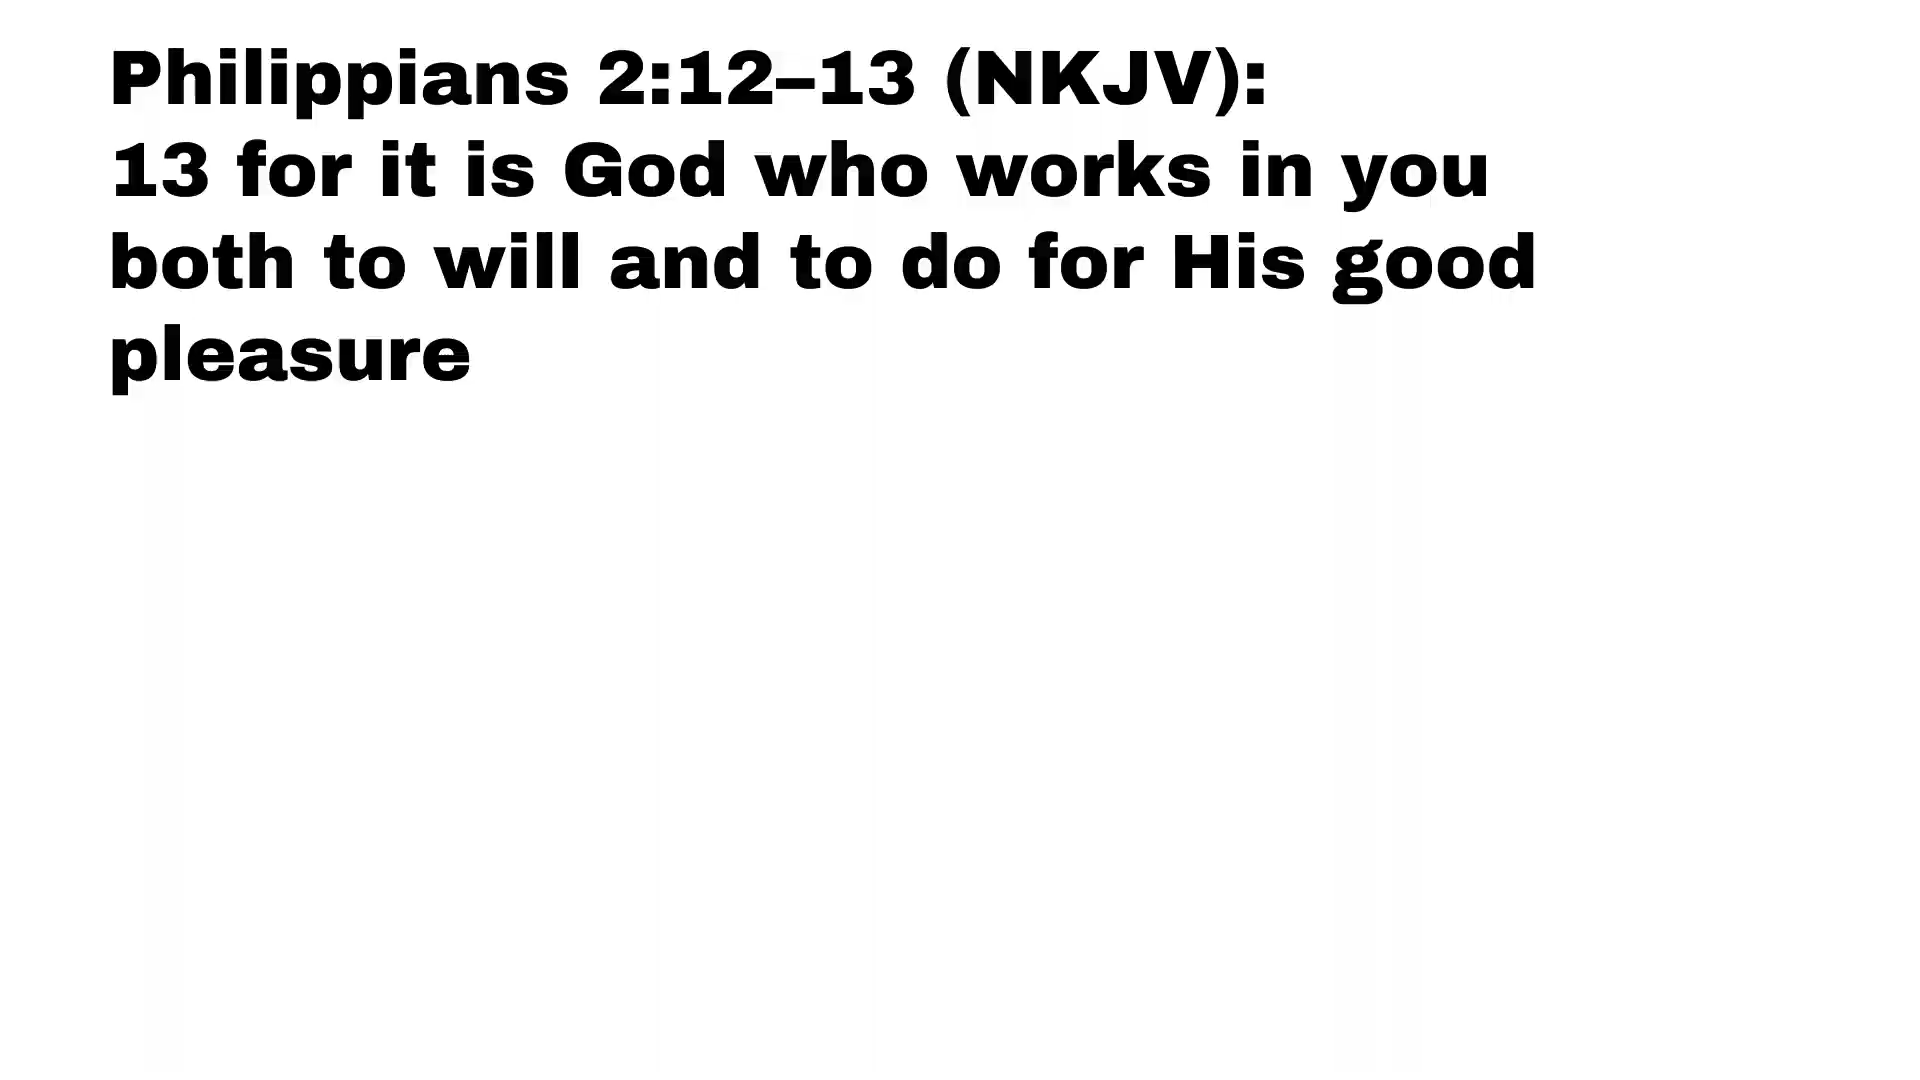 Philippians 2:12–13 (NKJV):
13 for it is God who works in you
both to will and to do for His good
pleasure